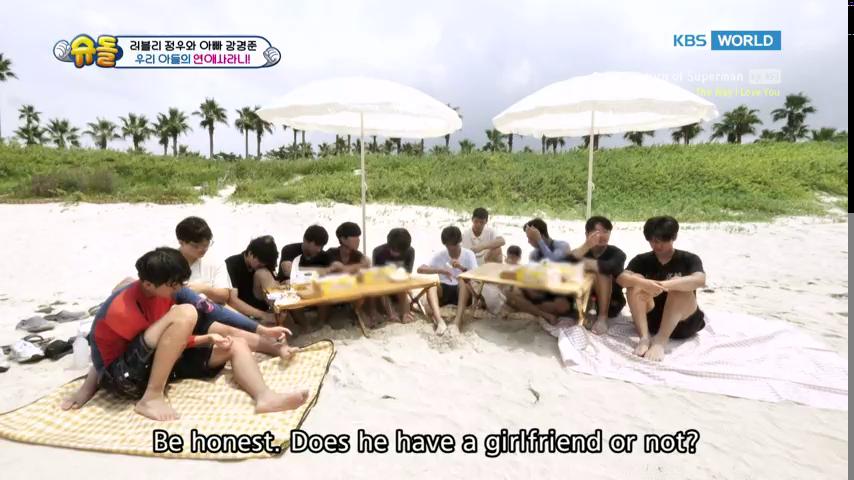 슈돌
러블리 정우와 아빠 강경준
우리 아들의 연애사라니!
KBS WORLD
of Superman
The Way I Love You
Be honest. Does he have a girlfriend or not?